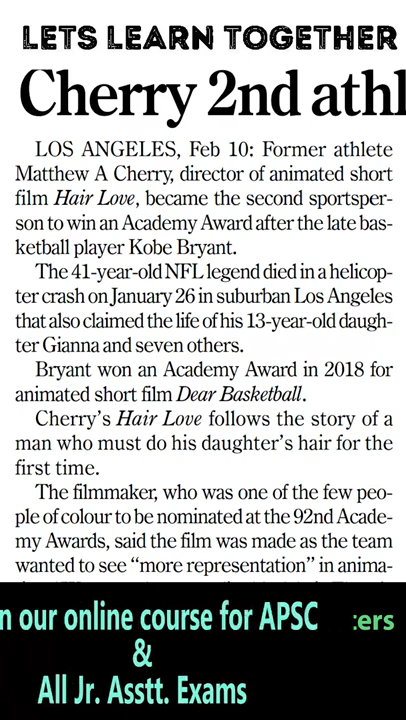 LETS LEARN TOGETHER
Cherry 2nd athl
LOS ANGELES, Feb 10: Former athlete
Matthew A Cherry, director of animated short
film Hair Love, became the second sportsper-
son to win an Academy Award after the late bas-
ketball player Kobe Bryant.
The 41-year-old NFL legend died in a helicop-
ter crash on January 26 in suburban Los Angeles
that also claimed the life of his 13-year-old daugh-
ter Gianna and seven others.
Bryant won an Academy Award in 2018 for
animated short film Dear Basketball.
Cherry's Hair Love follows the story of a
man who must do his daughter's hair for the
first time.
The filmmaker, who was one of the few peo-
ple of colour to be nominated at the 92nd Acade-
my Awards, said the film was made as the team
wanted to see “more representation” in anima-
n our online course for APSC :ers
&
All Jr. Asstt. Exams